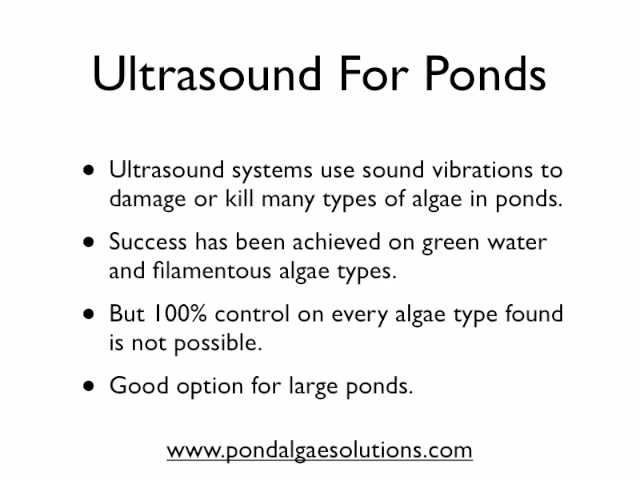 Ultrasound For Ponds
• Ultrasound systems use sound vibrations to
damage or kill many types of algae in ponds.
• Success has been achieved on green water
and filamentous algae types.
• But 100% control on every algae type found
is not possible.
• Good option for large ponds.
www.pondalgaesolutions.com